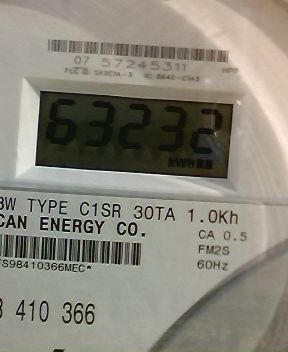 07 57245311
63232
kWh
3W TYPE C1SR 30TA 1.0Kh
CAN ENERGY CO.
CA 0.5
FM2S
60Hz
FS98410366MEC*
410 366